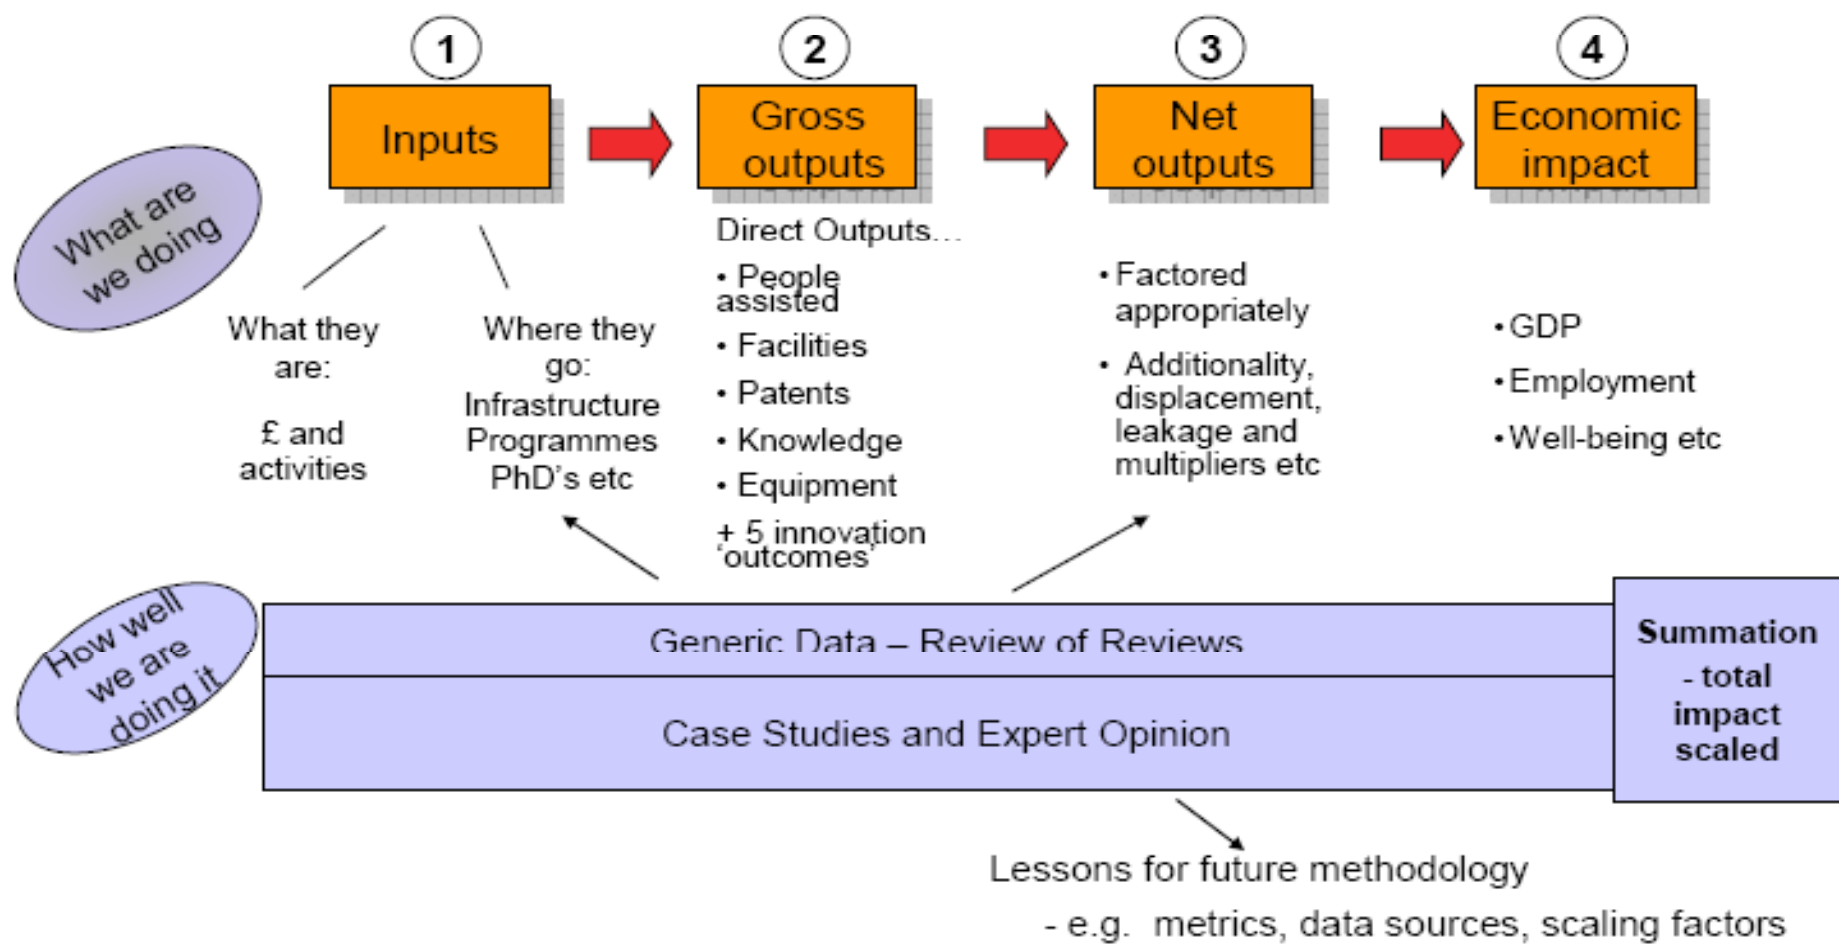 1
2
3
4
Inputs
Gross
outputs
Net
outputs
Economic
impact
What are
we doing
What they
are:
£ and
activities
Where they
go:
Infrastructure
Programmes
PhD's etc
Direct Outputs...
• People
assisted
• Facilities
• Patents
• Knowledge
• Equipment
+ 5 innovation
'outcomes'
• Factored
appropriately
• Additionality,
displacement,
leakage and
multipliers etc
• GDP
• Employment
• Well-being etc
How well
we are
doing it
Generic Data – Review of Reviews
Case Studies and Expert Opinion
Summation
- total
impact
scaled
Lessons for future methodology
- e.g. metrics, data sources, scaling factors